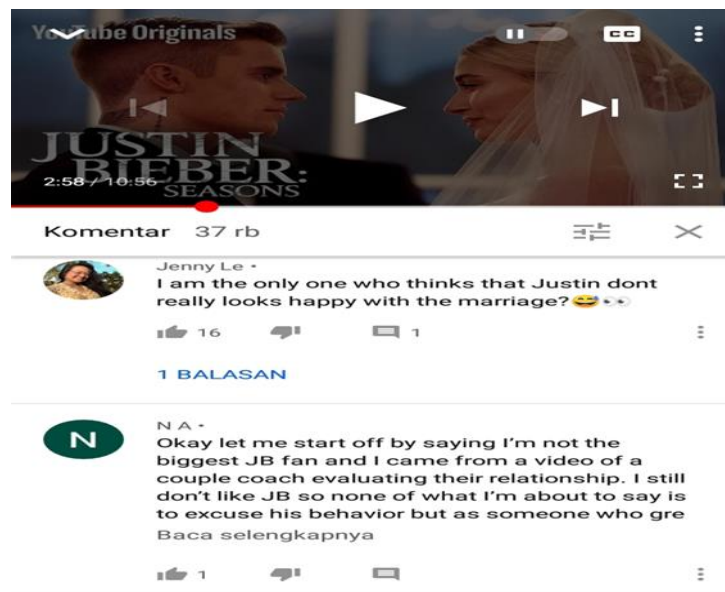 YouTube Originals
CC
JUSTIN
BIEBER:
SEASONS
2:58 / 10:56
Komentar 37 rb
Jenny Le •
I am the only one who thinks that Justin dont
really looks happy with the marriage?😅👀
16 1
1 BALASAN
N
N A •
Okay let me start off by saying I'm not the
biggest JB fan and I came from a video of a
couple coach evaluating their relationship. I still
don't like JB so none of what I'm about to say is
to excuse his behavior but as someone who gre
Baca selengkapnya
1